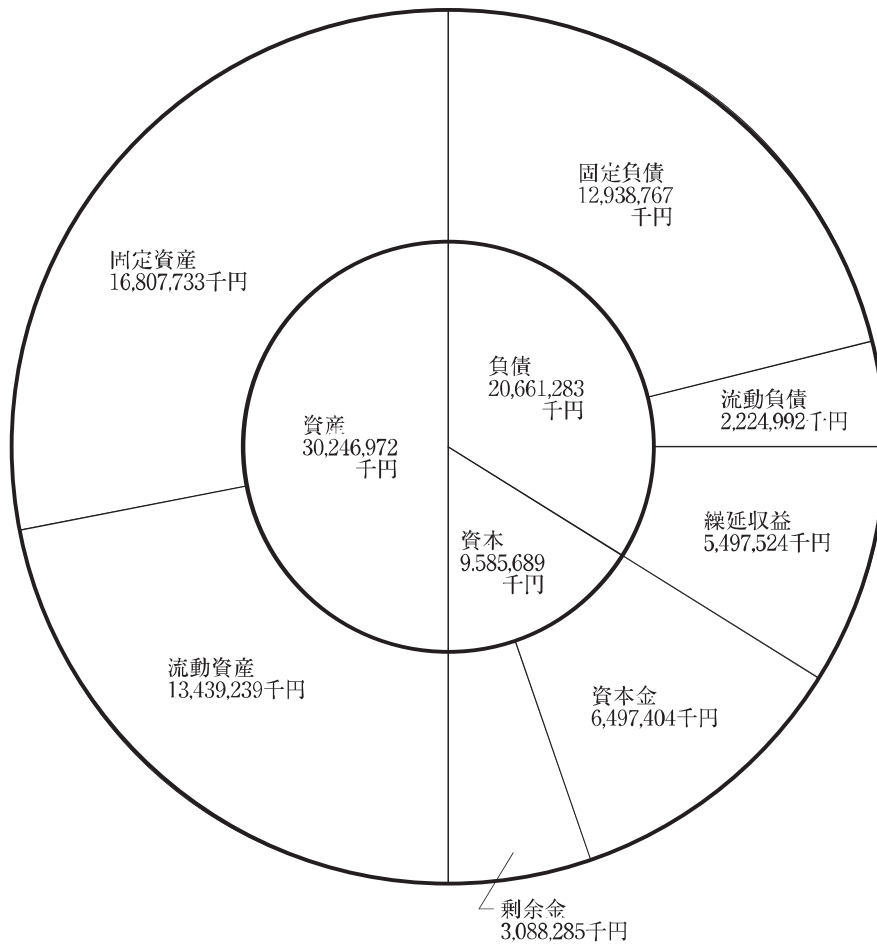 固定負債
12,938,767
千円
固定資産
16,807,733千円
負債
20,661,283
千円
流動負債
2,224,992千円
資産
30,246,972
千円
繰延収益
5,497,524千円
資本
9.585,689
千円
流動資産
13,439,239千円
資本金
6,497,404千円
剰余金
3,088,285千円